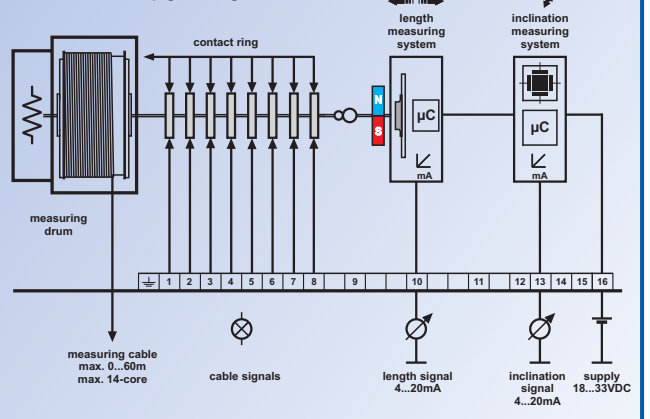 length
measuring
system
inclination
measuring
system
contact ring
N
S
µC
mA
µC
mA
measuring
drum
1 2 3 4 5 6 7 8 9 10 11 12 13 14 15 16
measuring cable
max. 0...60m
max. 14-core
cable signals
length signal
4...20mA
inclination
signal
4...20mA
supply
18...33VDC